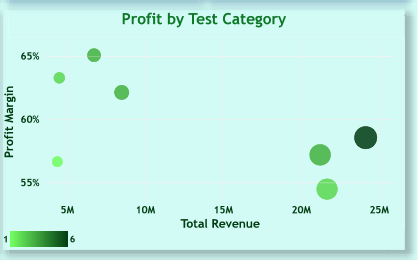 Profit by Test Category
65%
60%
55%
Profit Margin
5M 10M 15M 20M 25M
Total Revenue
1 6